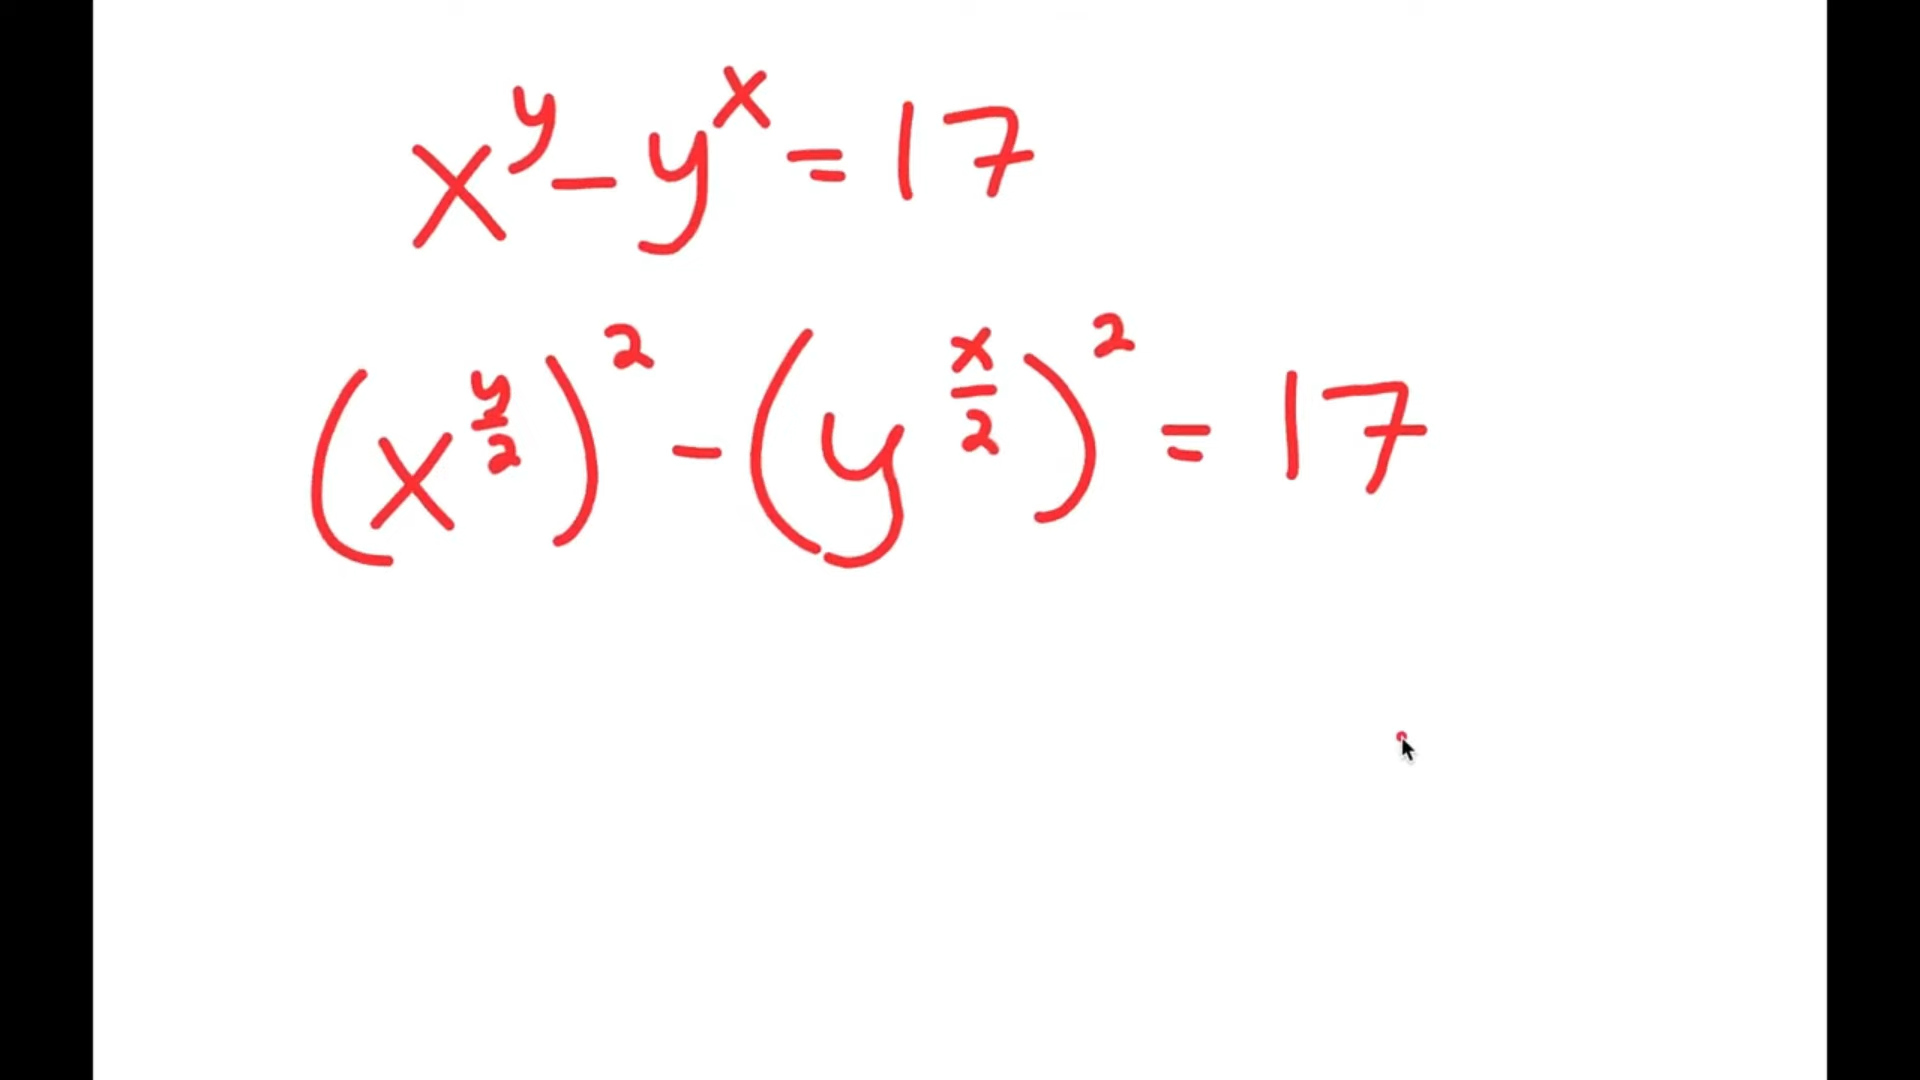 x^y - y^x = 17
(x^{y/2})^2 - (y^{x/2})^2 = 17